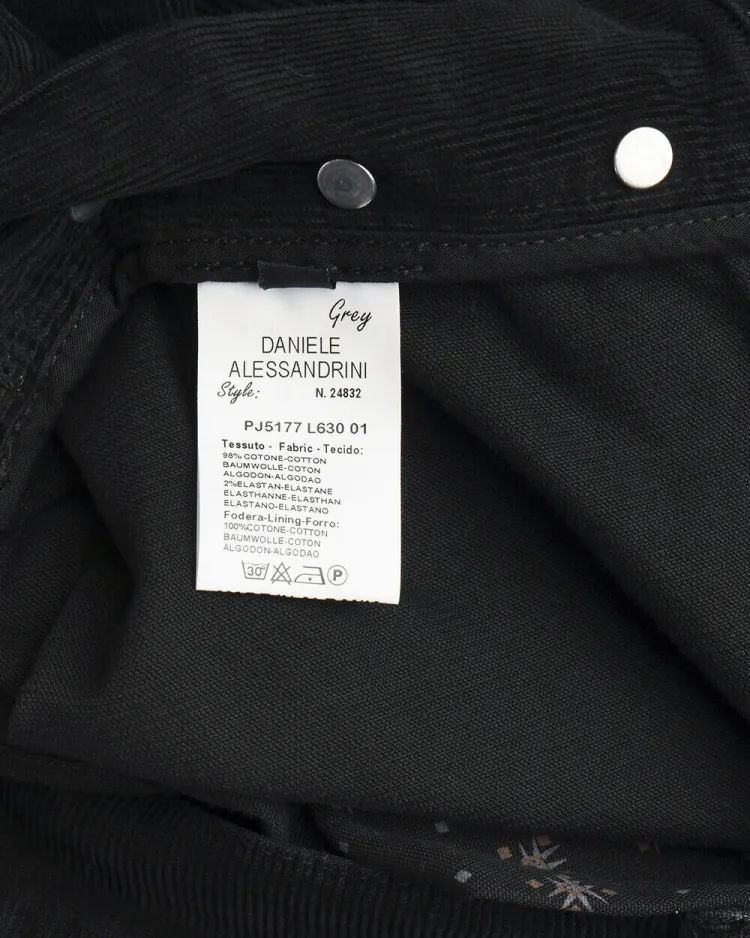 Grey
DANIELE
ALESSANDRINI
Style: N. 24832
PJ5177 L630 01
Tessuto - Fabric - Tecido:
98% COTONE-COTTON
BAUMWOLLE-COTON
ALGODON-ALGODAO
2%ELASTAN-ELASTANE
ELASTHANNE-ELASTHAN
ELASTANO-ELASTANO
Fodera-Lining-Forro:
100%COTONE-COTTON
BAUMWOLLE-COTON
ALGODON-ALGODAO
30° P